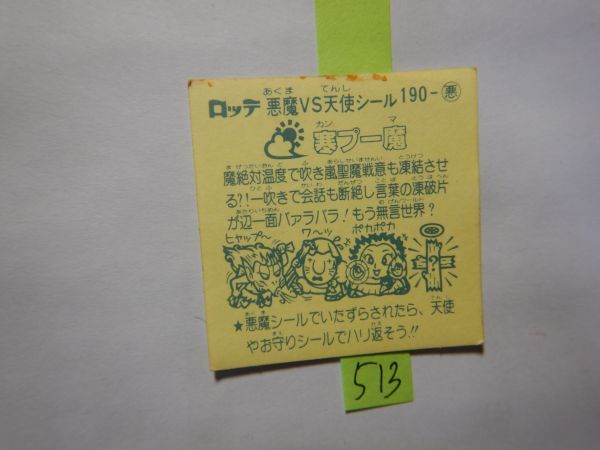 ロッテ 悪魔VS天使シール 190-悪
寒プー魔
魔絶対温度で吹き嵐聖魔戦意も凍結させ
る?!一吹きで会話も断絶し言葉の凍破片
が辺一面バァラバラ!もう無言世界?
ヒャップ〜 ワ〜ッ ポカポカ
★悪魔シールでいたずらされたら、天使
やお守りシールでハリ返そう!!
513